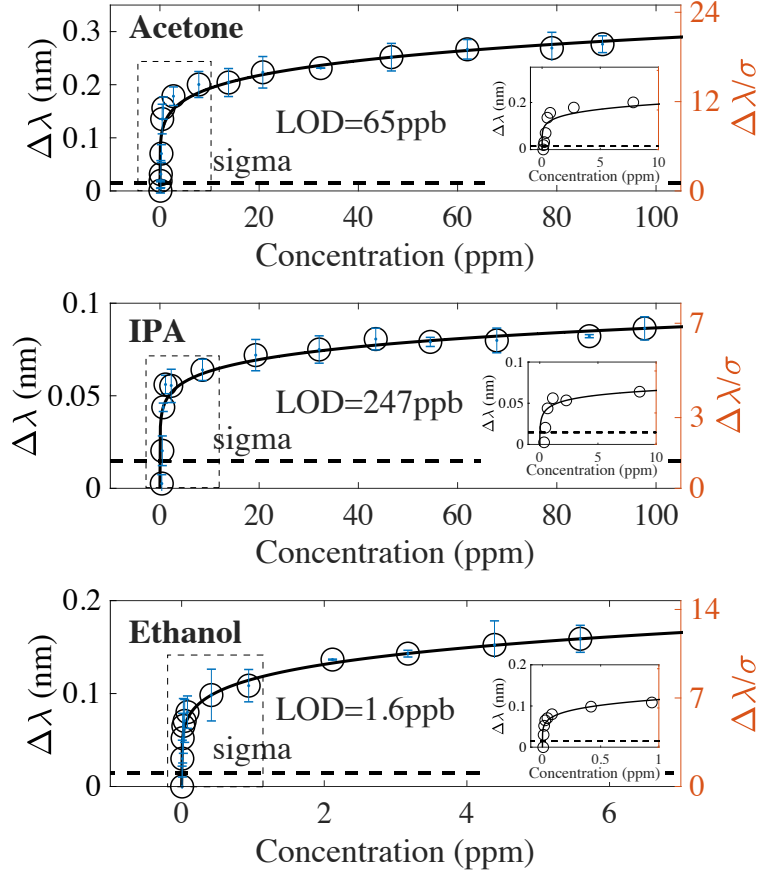 Acetone
0.3
0.2
0.1
0
Δλ (nm)
24
12
0
Δλ/σ
LOD=65ppb
sigma
0.2
0
Δλ (nm)
0 5 10
Concentration (ppm)
0 20 40 60 80 100
Concentration (ppm)
IPA
0.1
0.05
0
Δλ (nm)
7
3
0
Δλ/σ
LOD=247ppb
sigma
0.1
0.05
0
Δλ (nm)
0 5 10
Concentration (ppm)
0 20 40 60 80 100
Concentration (ppm)
Ethanol
0.2
0.1
0
Δλ (nm)
14
7
0
Δλ/σ
LOD=1.6ppb
sigma
0.2
0.1
0
Δλ (nm)
0 0.5 1
Concentration (ppm)
0 2 4 6
Concentration (ppm)